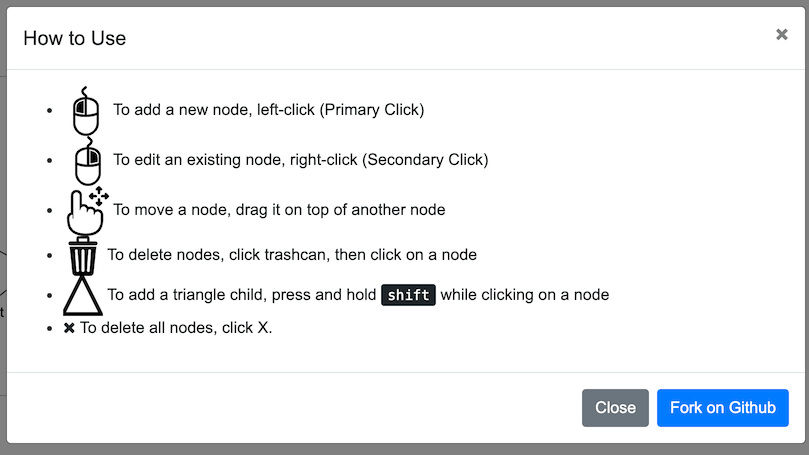 How to Use
To add a new node, left-click (Primary Click)
To edit an existing node, right-click (Secondary Click)
To move a node, drag it on top of another node
To delete nodes, click trashcan, then click on a node
To add a triangle child, press and hold shift while clicking on a node
To delete all nodes, click X.
Close
Fork on Github